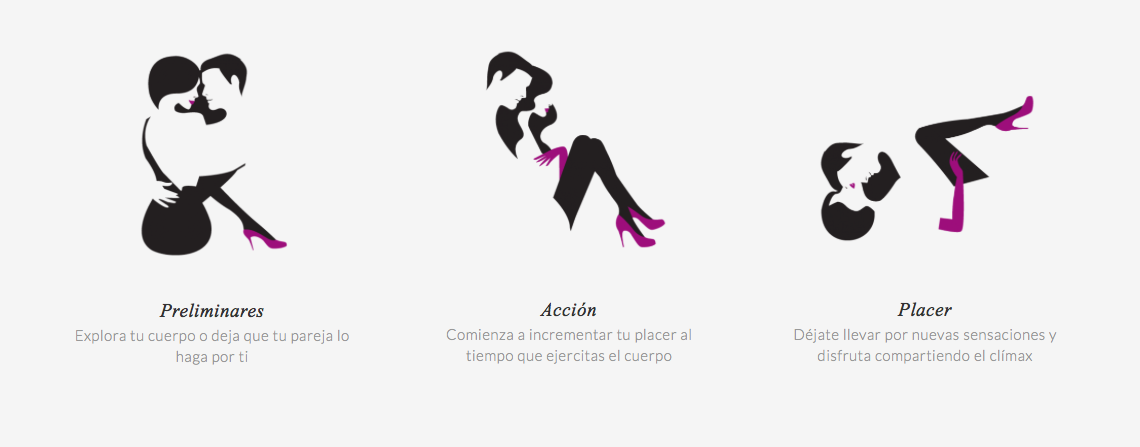 Preliminares
Explora tu cuerpo o deja que tu pareja lo
haga por ti
Acción
Comienza a incrementar tu placer al
tiempo que ejercitas el cuerpo
Placer
Déjate llevar por nuevas sensaciones y
disfruta compartiendo el clímax